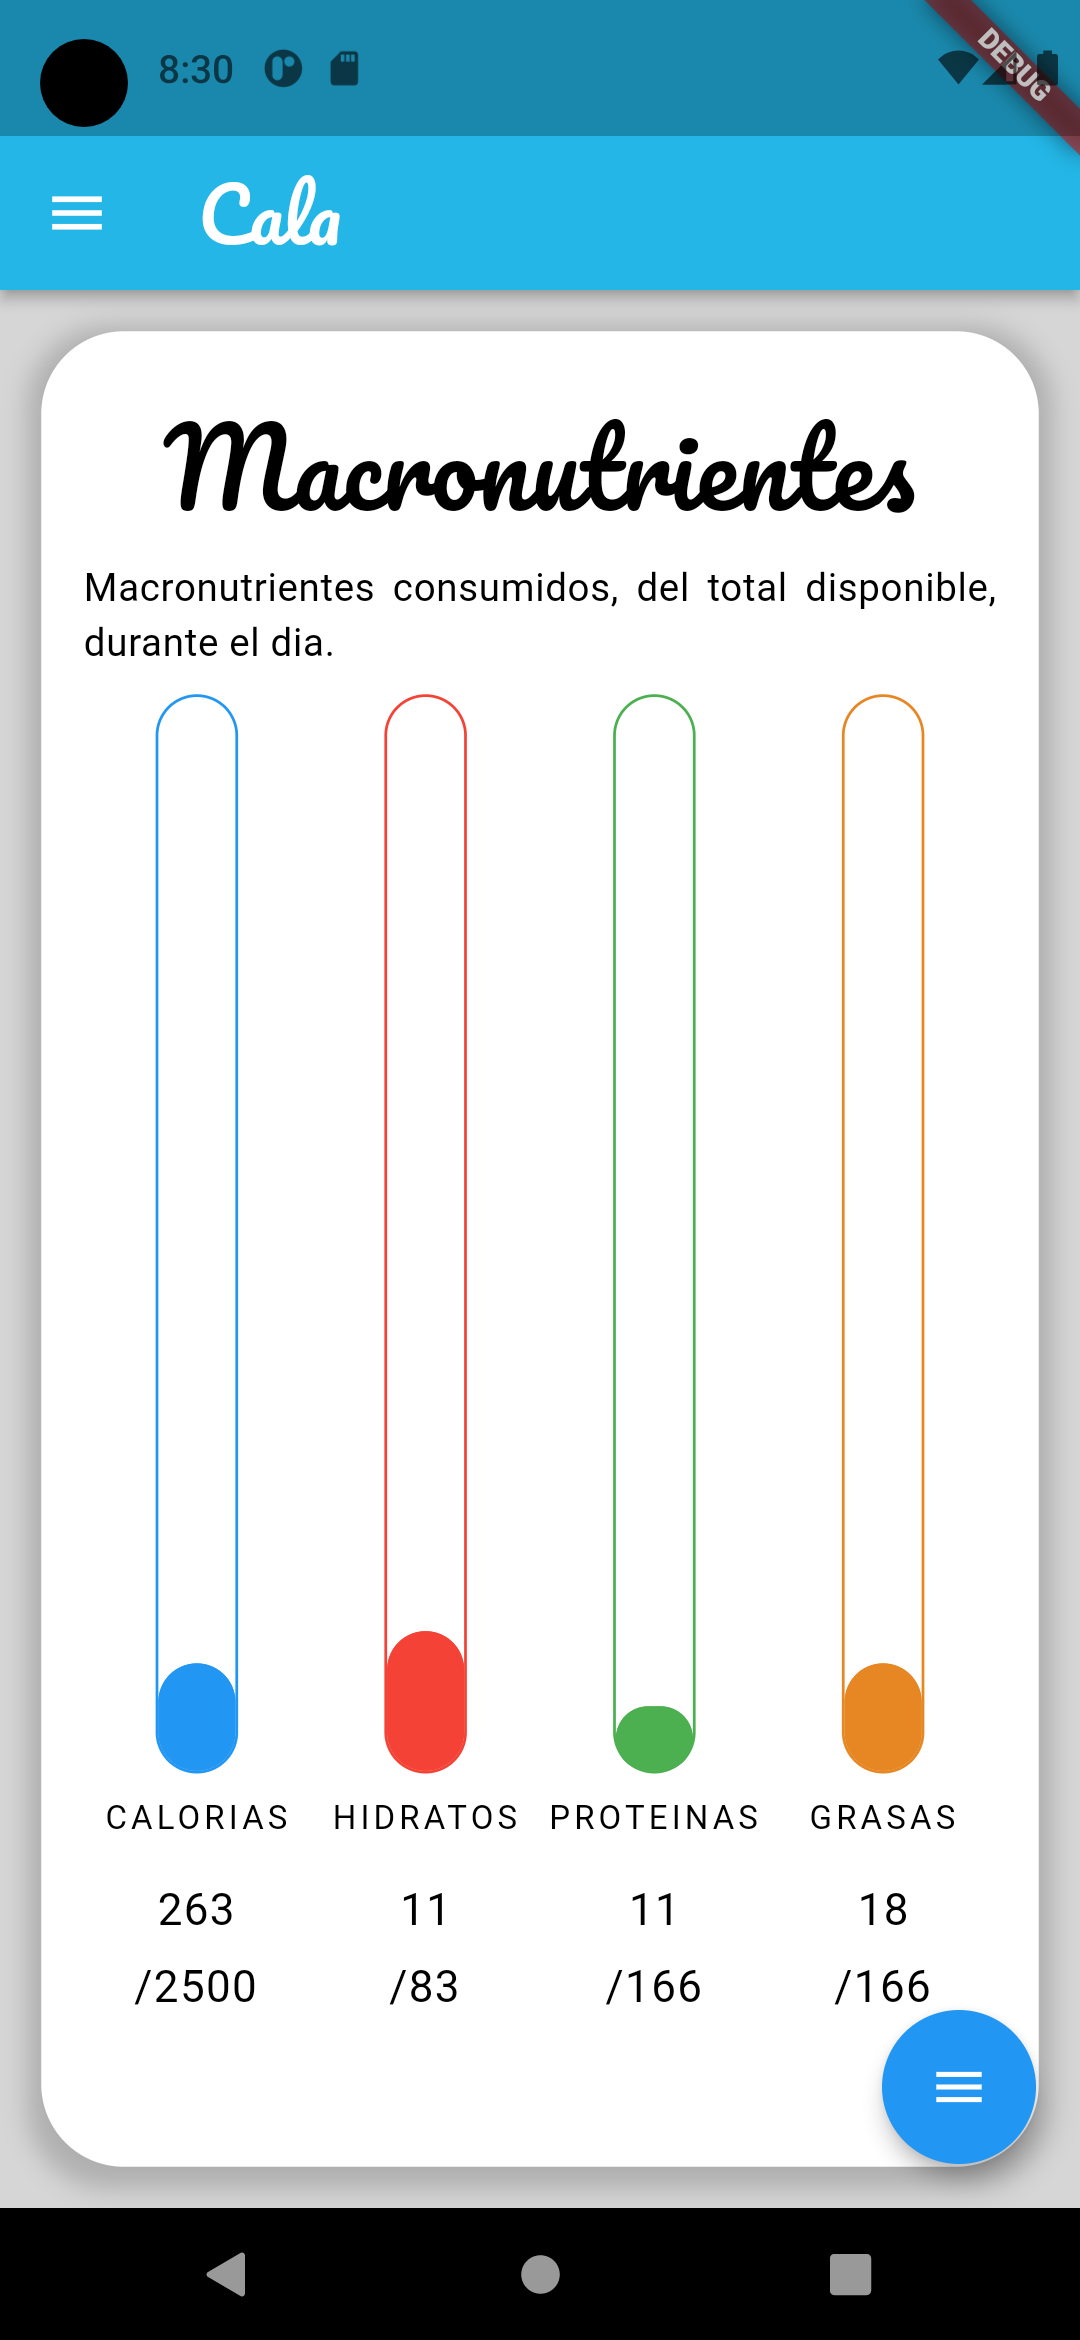 8:30
DEBUG
Cala
Macronutrientes
Macronutrientes consumidos, del total disponible,
durante el dia.
CALORIAS HIDRATOS PROTEINAS GRASAS
263 11 11 18
/2500 /83 /166 /166